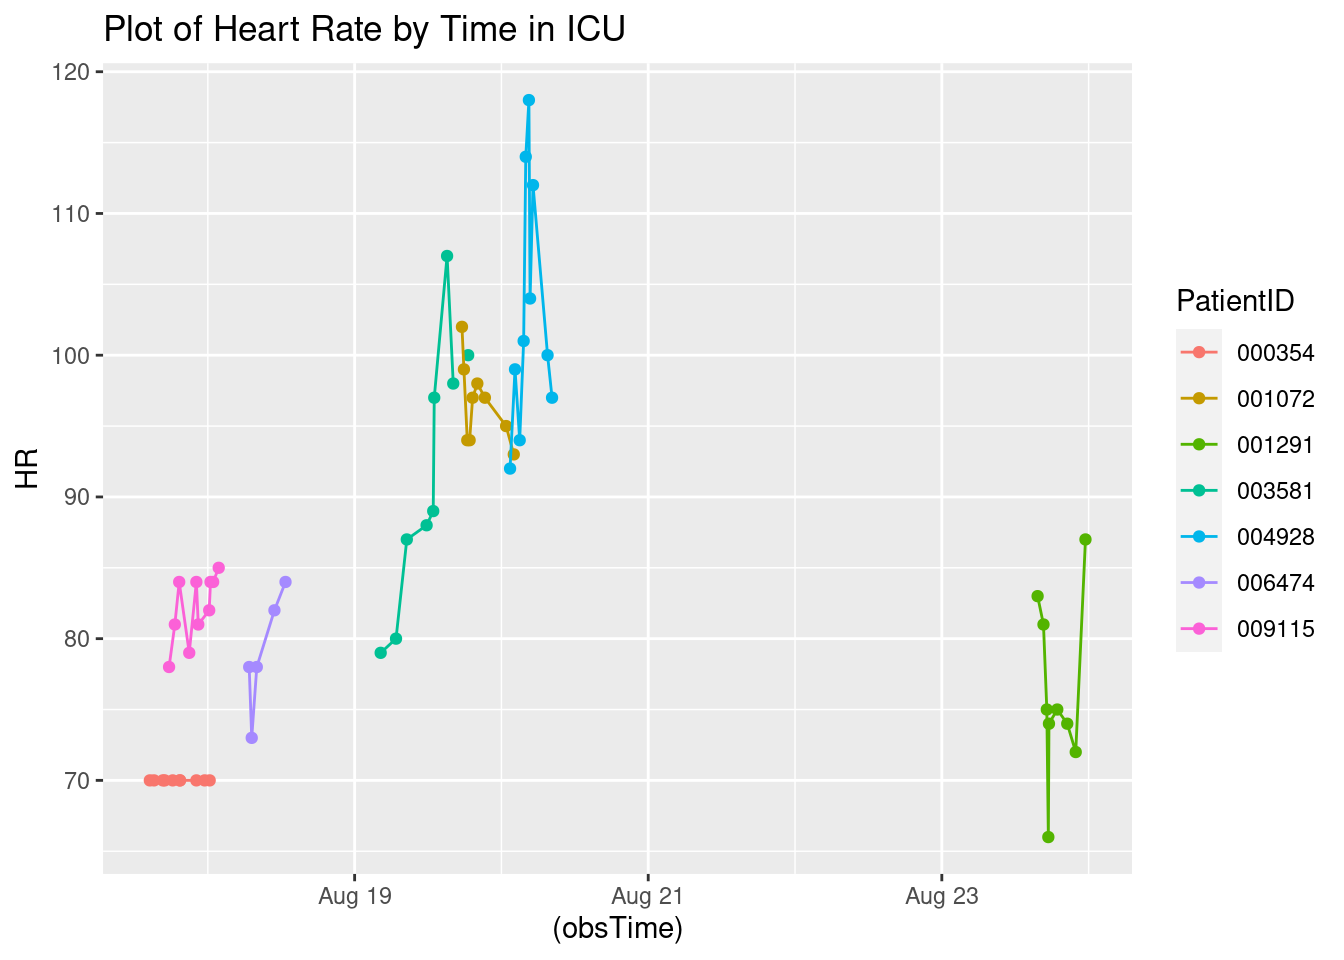 Plot of Heart Rate by Time in ICU
120
110
100
90
80
70
HR
Aug 19
Aug 21
Aug 23
(obsTime)
PatientID
000354
001072
001291
003581
004928
006474
009115